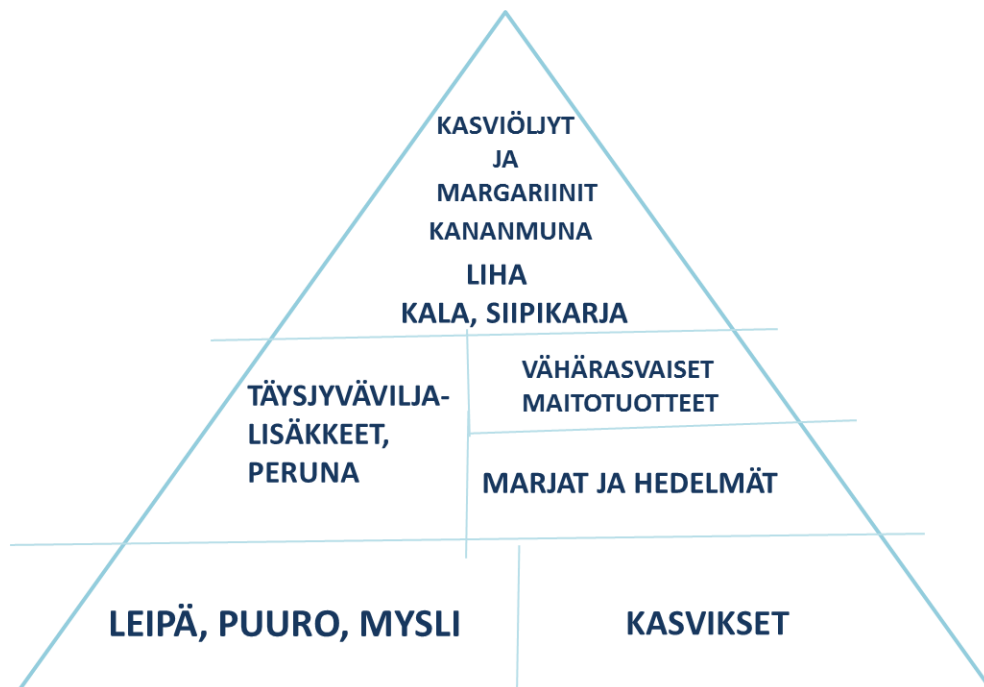 KASVIÖLJYT
JA
MARGARIINIT
KANANMUNA
LIHA
KALA, SIIPIKARJA
TÄYSJYVÄVILJA-
LISÄKKEET,
PERUNA
VÄHÄRASVAISET
MAITOTUOTTEET
MARJAT JA HEDELMÄT
LEIPÄ, PUURO, MYSLI
KASVIKSET